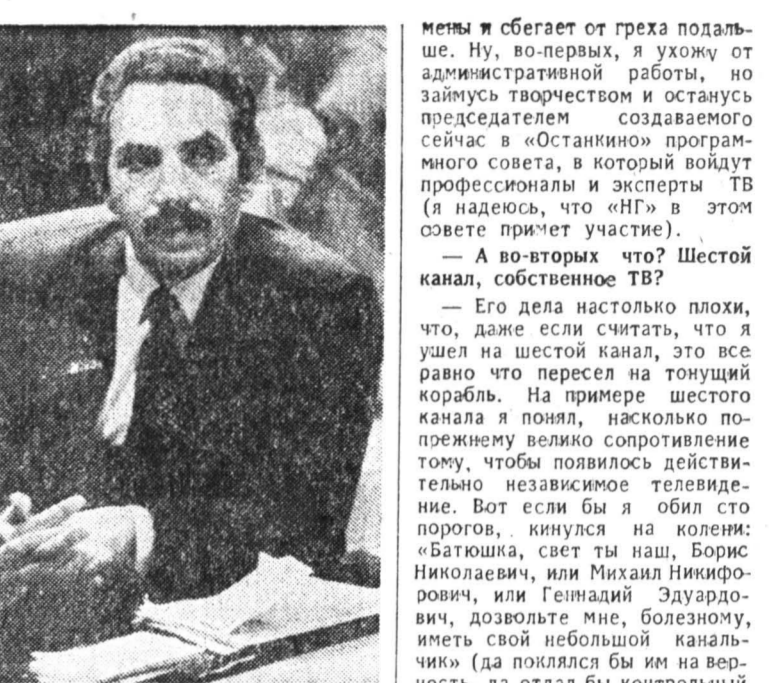 мены и сбегает от греха подаль-
ше. Ну, во-первых, я ухожу от
административной работы, но
займусь творчеством и останусь
председателем создаваемого
сейчас в «Останкино» програм-
много совета, в который войдут
профессионалы и эксперты ТВ
(я надеюсь, что «НГ» в этом
совете примет участие).
— А во-вторых что? Шестой
канал, собственное ТВ?
— Его дела настолько плохи,
что, даже если считать, что я
ушел на шестой канал, это все
равно что пересел на тонущий
корабль. На примере шестого
канала я понял, насколько по-
прежнему велико сопротивление
тому, чтобы появилось действи-
тельно независимое телевиде-
ние. Вот если бы я обил сто
порогов, кинулся на колени:
«Батюшка, свет ты наш, Борис
Николаевич, или Михаил Никифо-
рович, или Геннадий Эдуардо-
вич, дозвольте мне, болезному,
иметь свой небольшой каналь-
чик» (да поклялся бы им на вер-
ность, да отдал бы контрольный